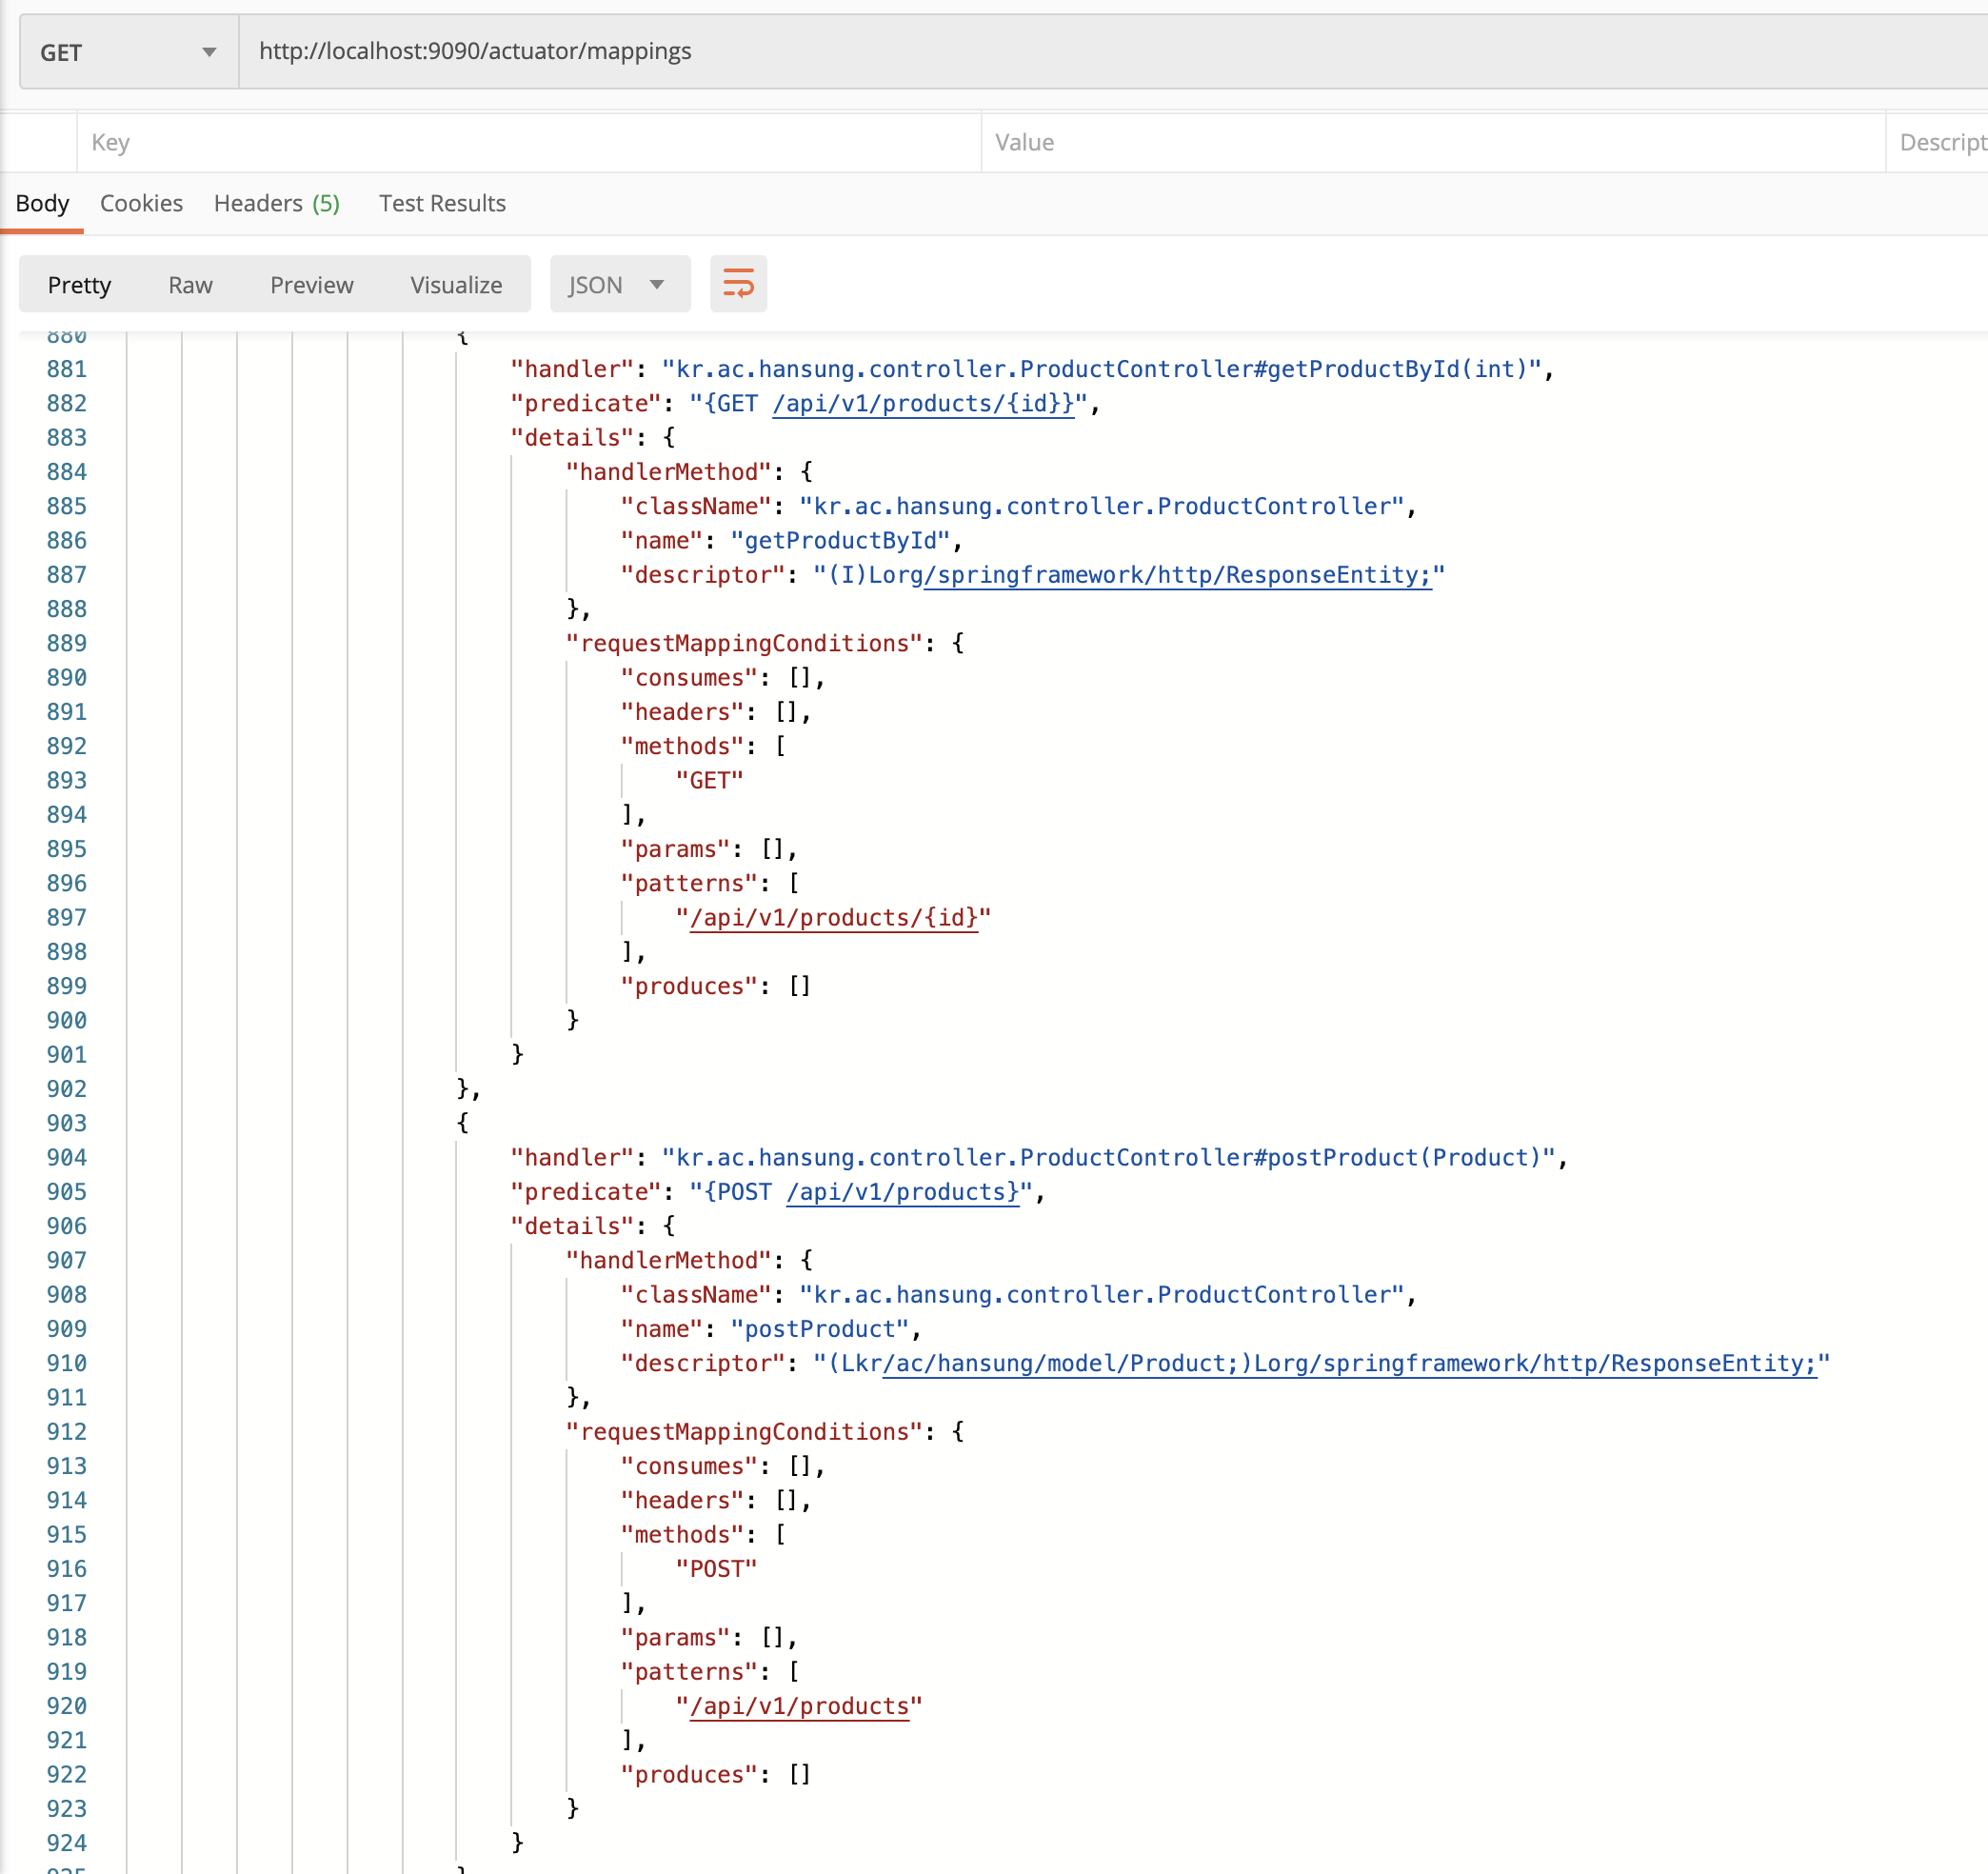 GET http://localhost:9090/actuator/mappings
Key Value Descript
Body Cookies Headers (5) Test Results
Pretty Raw Preview Visualize JSON
880 {
881 "handler": "kr.ac.hansung.controller.ProductController#getProductById(int)",
882 "predicate": "{GET /api/v1/products/{id}}",
883 "details": {
884 "handlerMethod": {
885 "className": "kr.ac.hansung.controller.ProductController",
886 "name": "getProductById",
887 "descriptor": "(I)Lorg/springframework/http/ResponseEntity;"
888 },
889 "requestMappingConditions": {
890 "consumes": [],
891 "headers": [],
892 "methods": [
893 "GET"
894 ],
895 "params": [],
896 "patterns": [
897 "/api/v1/products/{id}"
898 ],
899 "produces": []
900 }
901 }
902 },
903 {
904 "handler": "kr.ac.hansung.controller.ProductController#postProduct(Product)",
905 "predicate": "{POST /api/v1/products}",
906 "details": {
907 "handlerMethod": {
908 "className": "kr.ac.hansung.controller.ProductController",
909 "name": "postProduct",
910 "descriptor": "(Lkr/ac/hansung/model/Product;)Lorg/springframework/http/ResponseEntity;"
911 },
912 "requestMappingConditions": {
913 "consumes": [],
914 "headers": [],
915 "methods": [
916 "POST"
917 ],
918 "params": [],
919 "patterns": [
920 "/api/v1/products"
921 ],
922 "produces": []
923 }
924 }